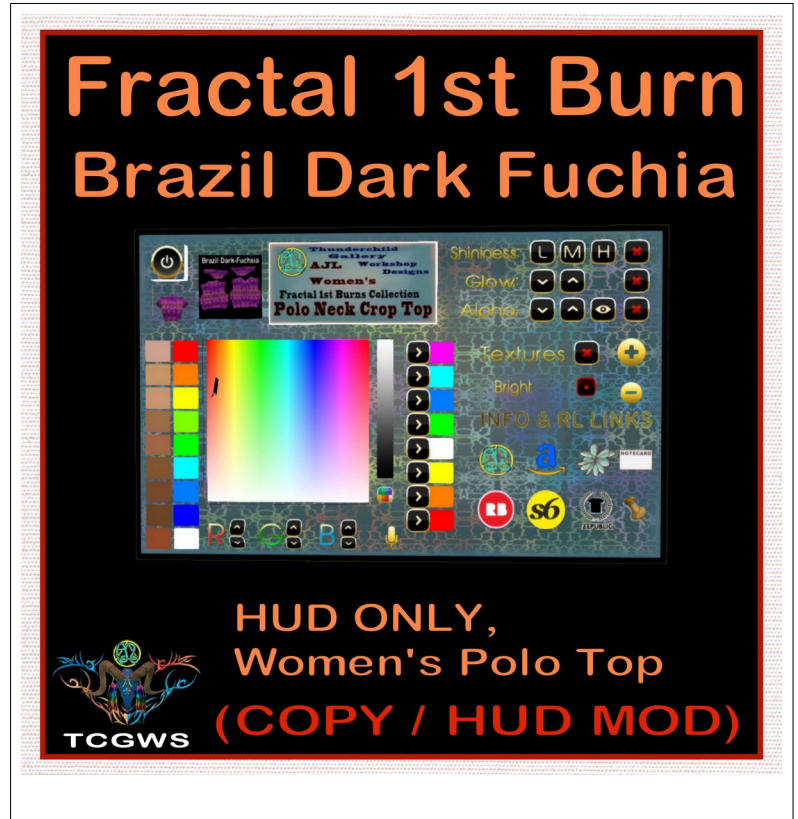 Fractal 1st Burn
Brazil Dark Fuchia
Brazil Dark-Fuchsia
Thunderchild
Gallery
AJL Workshop
Designs
Women's
Fractal 1st Burns Collection
Polo Neck Crop Top
Shininess: L M H
Glow:
Alpha:
Textures
Bright
INFO & RL LINKS
NOTECARD
RB
s6
REPUBLIC
R G B
HUD ONLY,
Women's Polo Top
(COPY / HUD MOD)
TCGWS